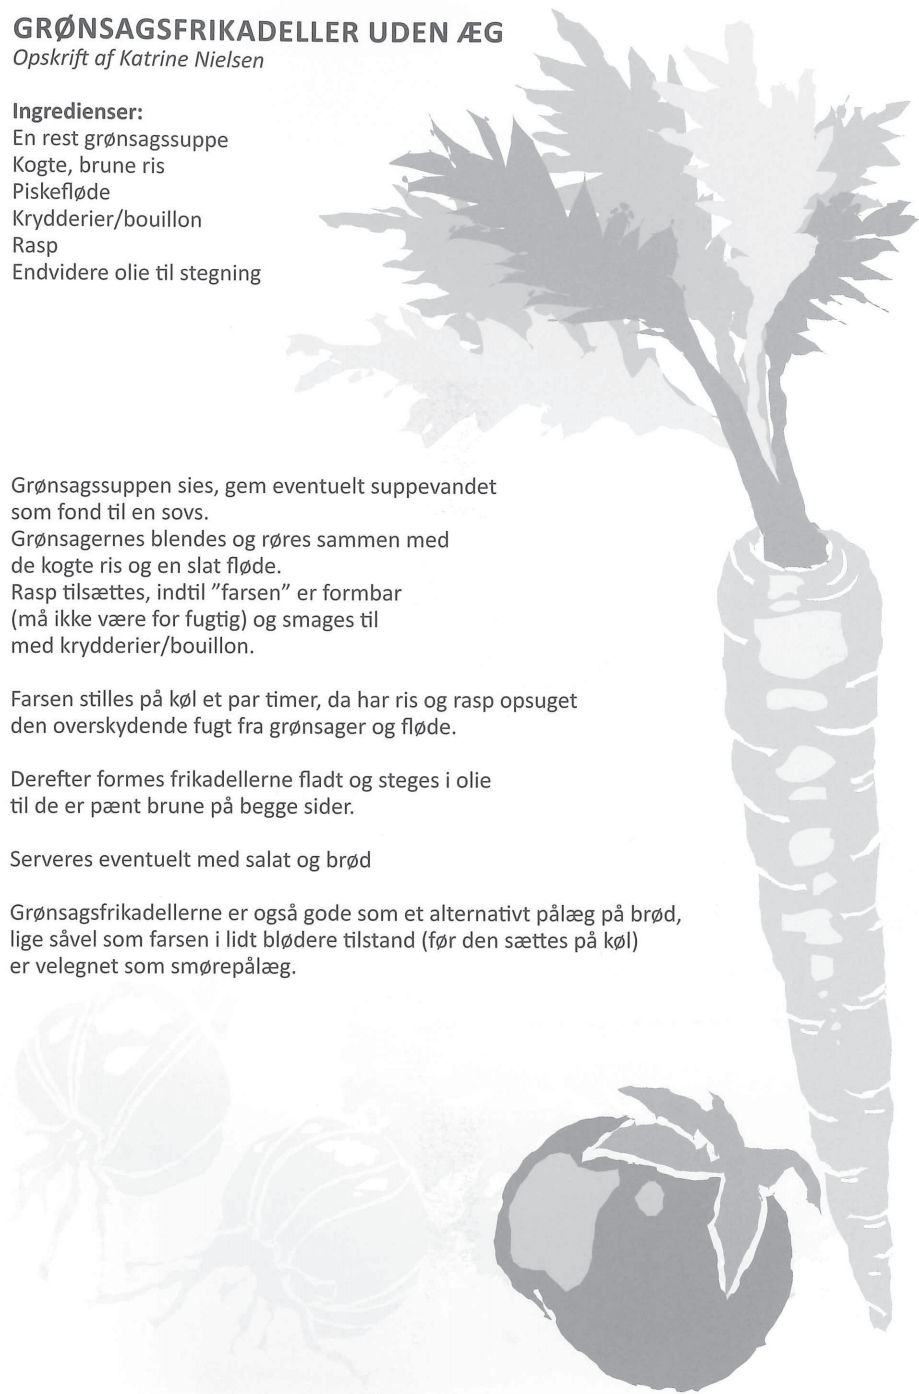 GRØNSAGSFRIKADELLER UDEN ÆG
Opskrift af Katrine Nielsen
Ingredienser:
En rest grønsagssuppe
Kogte, brune ris
Piskefløde
Krydderier/bouillon
Rasp
Endvidere olie til stegning
Grønsagssuppen sies, gem eventuelt suppevandet
som fond til en sovs.
Grønsagernes blendes og røres sammen med
de kogte ris og en slat fløde.
Rasp tilsættes, indtil ”farsen” er formbar
(må ikke være for fugtig) og smages til
med krydderier/bouillon.
Farsen stilles på køl et par timer, da har ris og rasp opsuget
den overskydende fugt fra grønsager og fløde.
Derefter formes frikadellerne fladt og steges i olie
til de er pænt brune på begge sider.
Serveres eventuelt med salat og brød
Grønsagsfrikadellerne er også gode som et alternativt pålæg på brød,
lige såvel som farsen i lidt blødere tilstand (før den sættes på køl)
er velegnet som smørepålæg.